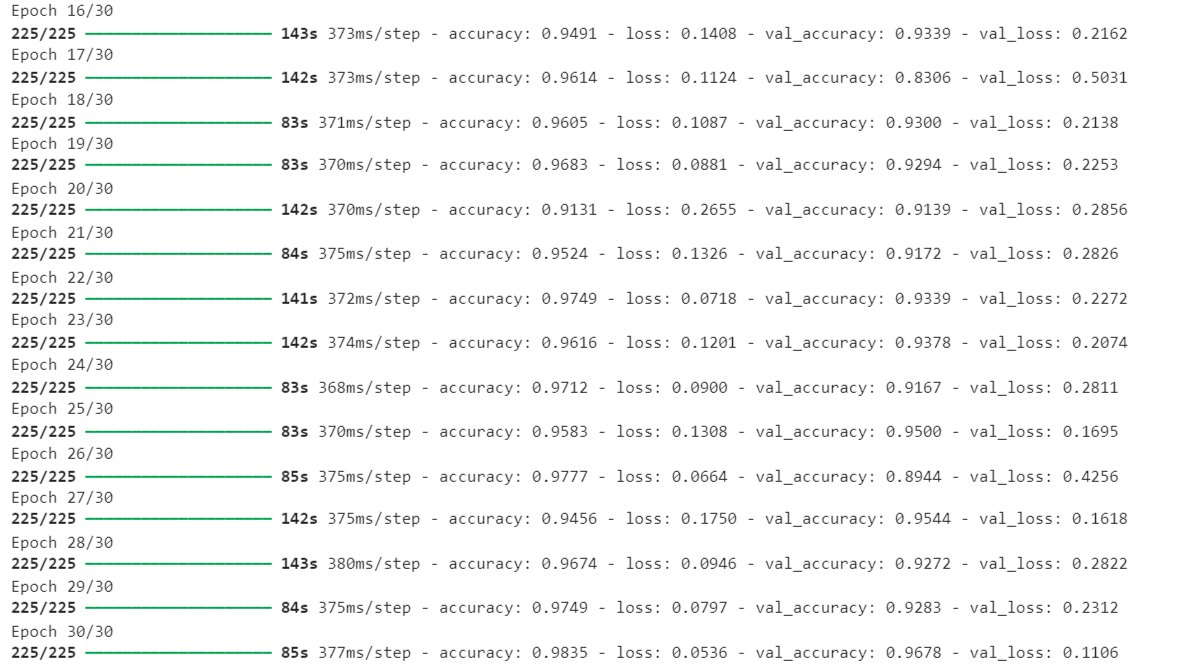 Epoch 16/30
225/225 ━━━━━━━━━━━━━━━━━━━━ 143s 373ms/step - accuracy: 0.9491 - loss: 0.1408 - val_accuracy: 0.9339 - val_loss: 0.2162
Epoch 17/30
225/225 ━━━━━━━━━━━━━━━━━━━━ 142s 373ms/step - accuracy: 0.9614 - loss: 0.1124 - val_accuracy: 0.8306 - val_loss: 0.5031
Epoch 18/30
225/225 ━━━━━━━━━━━━━━━━━━━━ 83s 371ms/step - accuracy: 0.9605 - loss: 0.1087 - val_accuracy: 0.9300 - val_loss: 0.2138
Epoch 19/30
225/225 ━━━━━━━━━━━━━━━━━━━━ 83s 370ms/step - accuracy: 0.9683 - loss: 0.0881 - val_accuracy: 0.9294 - val_loss: 0.2253
Epoch 20/30
225/225 ━━━━━━━━━━━━━━━━━━━━ 142s 370ms/step - accuracy: 0.9131 - loss: 0.2655 - val_accuracy: 0.9139 - val_loss: 0.2856
Epoch 21/30
225/225 ━━━━━━━━━━━━━━━━━━━━ 84s 375ms/step - accuracy: 0.9524 - loss: 0.1326 - val_accuracy: 0.9172 - val_loss: 0.2826
Epoch 22/30
225/225 ━━━━━━━━━━━━━━━━━━━━ 141s 372ms/step - accuracy: 0.9749 - loss: 0.0718 - val_accuracy: 0.9339 - val_loss: 0.2272
Epoch 23/30
225/225 ━━━━━━━━━━━━━━━━━━━━ 142s 374ms/step - accuracy: 0.9616 - loss: 0.1201 - val_accuracy: 0.9378 - val_loss: 0.2074
Epoch 24/30
225/225 ━━━━━━━━━━━━━━━━━━━━ 83s 368ms/step - accuracy: 0.9712 - loss: 0.0900 - val_accuracy: 0.9167 - val_loss: 0.2811
Epoch 25/30
225/225 ━━━━━━━━━━━━━━━━━━━━ 83s 370ms/step - accuracy: 0.9583 - loss: 0.1308 - val_accuracy: 0.9500 - val_loss: 0.1695
Epoch 26/30
225/225 ━━━━━━━━━━━━━━━━━━━━ 85s 375ms/step - accuracy: 0.9777 - loss: 0.0664 - val_accuracy: 0.8944 - val_loss: 0.4256
Epoch 27/30
225/225 ━━━━━━━━━━━━━━━━━━━━ 142s 375ms/step - accuracy: 0.9456 - loss: 0.1750 - val_accuracy: 0.9544 - val_loss: 0.1618
Epoch 28/30
225/225 ━━━━━━━━━━━━━━━━━━━━ 143s 380ms/step - accuracy: 0.9674 - loss: 0.0946 - val_accuracy: 0.9272 - val_loss: 0.2822
Epoch 29/30
225/225 ━━━━━━━━━━━━━━━━━━━━ 84s 375ms/step - accuracy: 0.9749 - loss: 0.0797 - val_accuracy: 0.9283 - val_loss: 0.2312
Epoch 30/30
225/225 ━━━━━━━━━━━━━━━━━━━━ 85s 377ms/step - accuracy: 0.9835 - loss: 0.0536 - val_accuracy: 0.9678 - val_loss: 0.1106